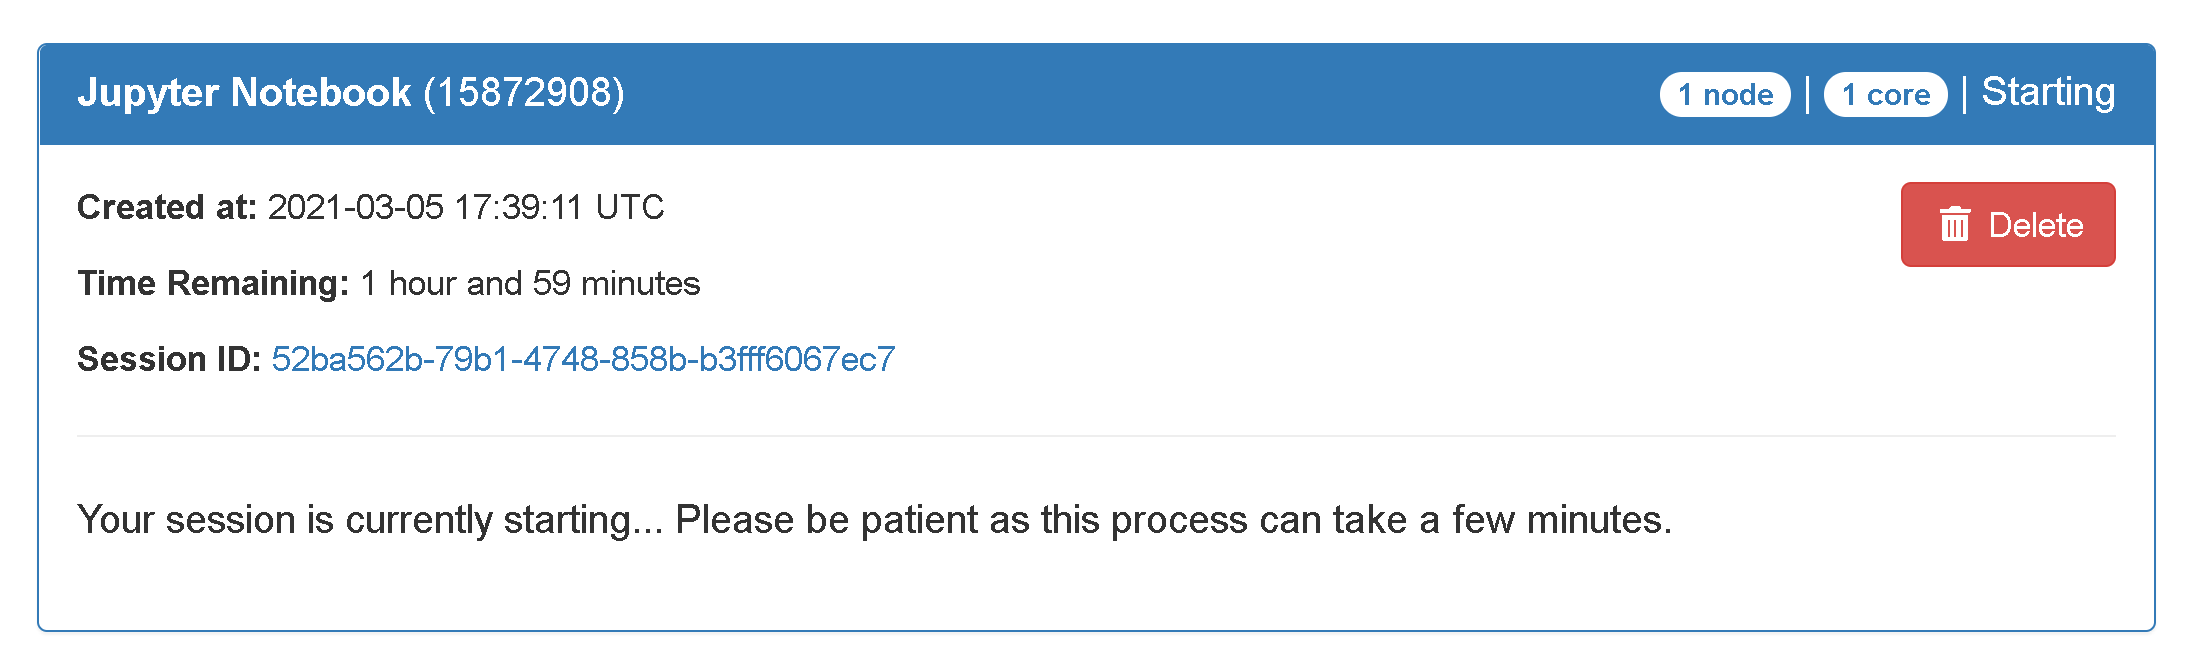 Jupyter Notebook (15872908) 1 node | 1 core | Starting
Created at: 2021-03-05 17:39:11 UTC
Delete
Time Remaining: 1 hour and 59 minutes
Session ID: 52ba562b-79b1-4748-858b-b3fff6067ec7
Your session is currently starting... Please be patient as this process can take a few minutes.